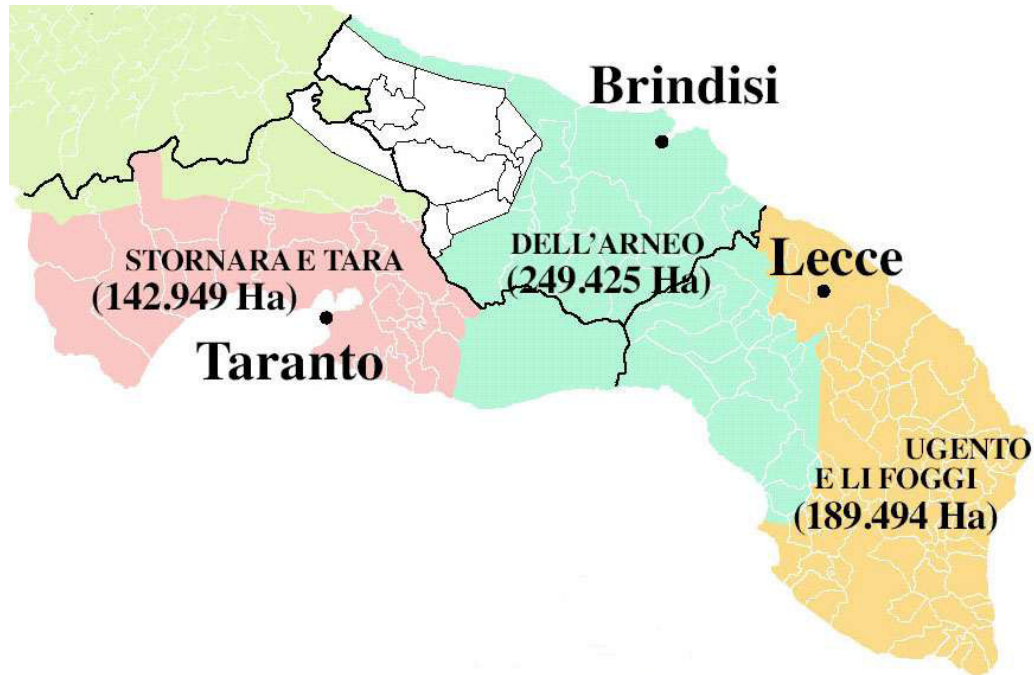 Brindisi
DELL'ARNEO
(249.425 Ha)
Lecce
STORNARA E TARA
(142.949 Ha)
Taranto
UGENTO
E LI FOGGI
(189.494 Ha)